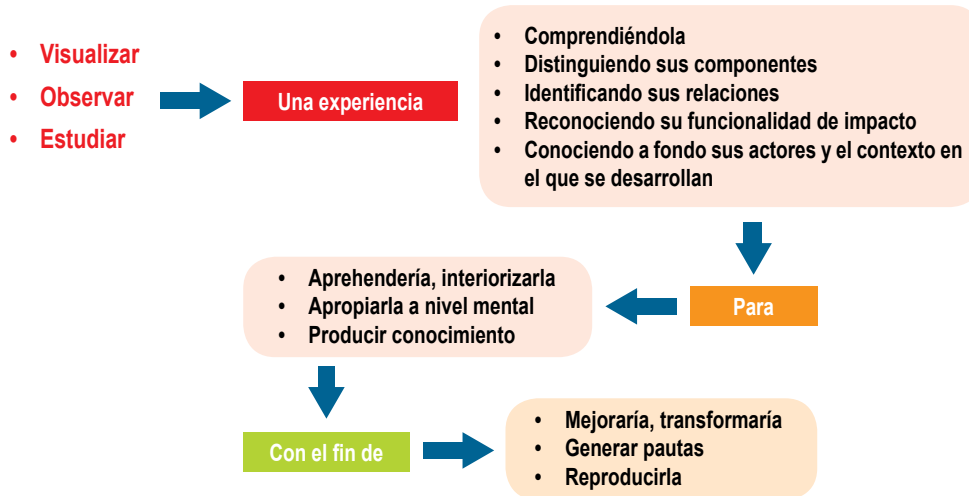 • Visualizar
• Observar
• Estudiar
Una experiencia
• Comprendiéndola
• Distinguiendo sus componentes
• Identificando sus relaciones
• Reconociendo su funcionalidad de impacto
• Conociendo a fondo sus actores y el contexto en
el que se desarrollan
Para
• Aprehendería, interiorizarla
• Apropiarla a nivel mental
• Producir conocimiento
Con el fin de
• Mejoraría, transformaría
• Generar pautas
• Reproducirla